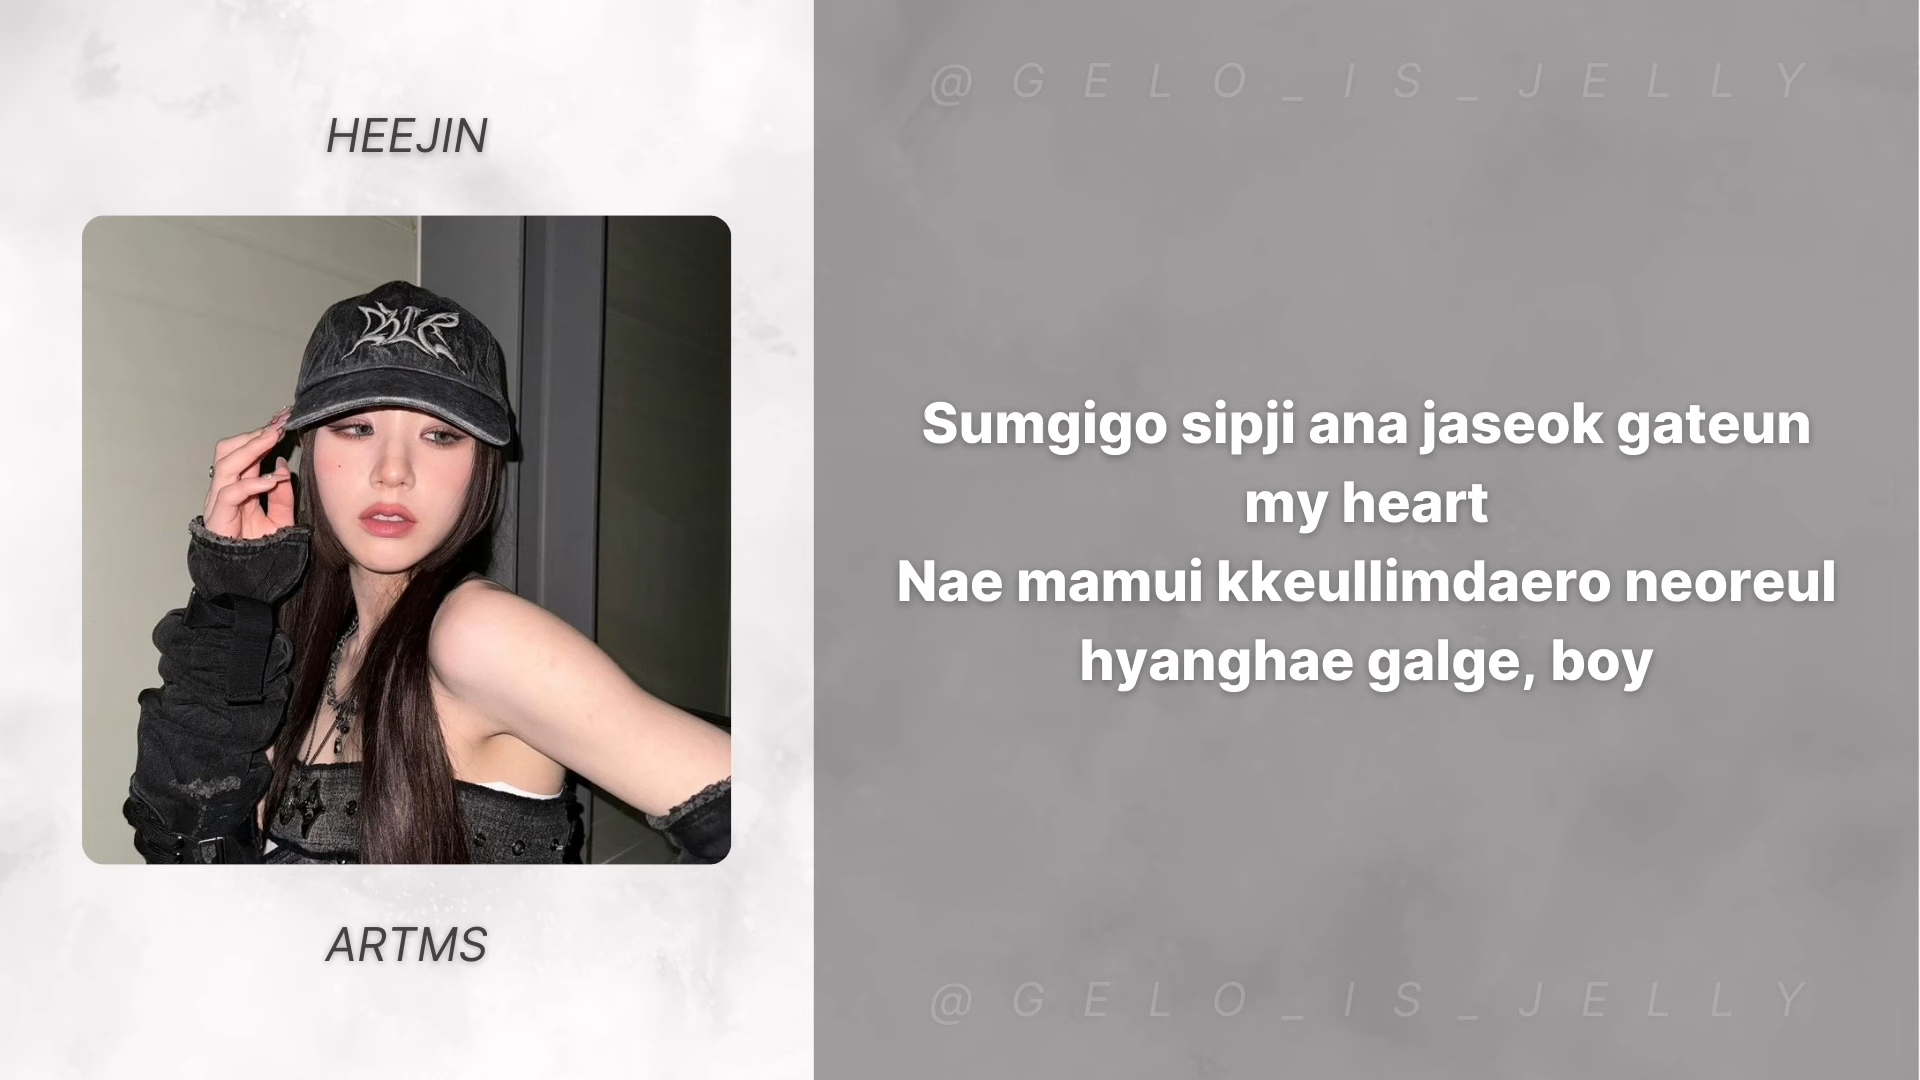 HEEJIN
ARTMS
@GELO_IS_JELLY
Sumgigo sipji ana jaseok gateun
my heart
Nae mamui kkeullimdaero neoreul
hyanghae galge, boy
@GELO_IS_JELLY